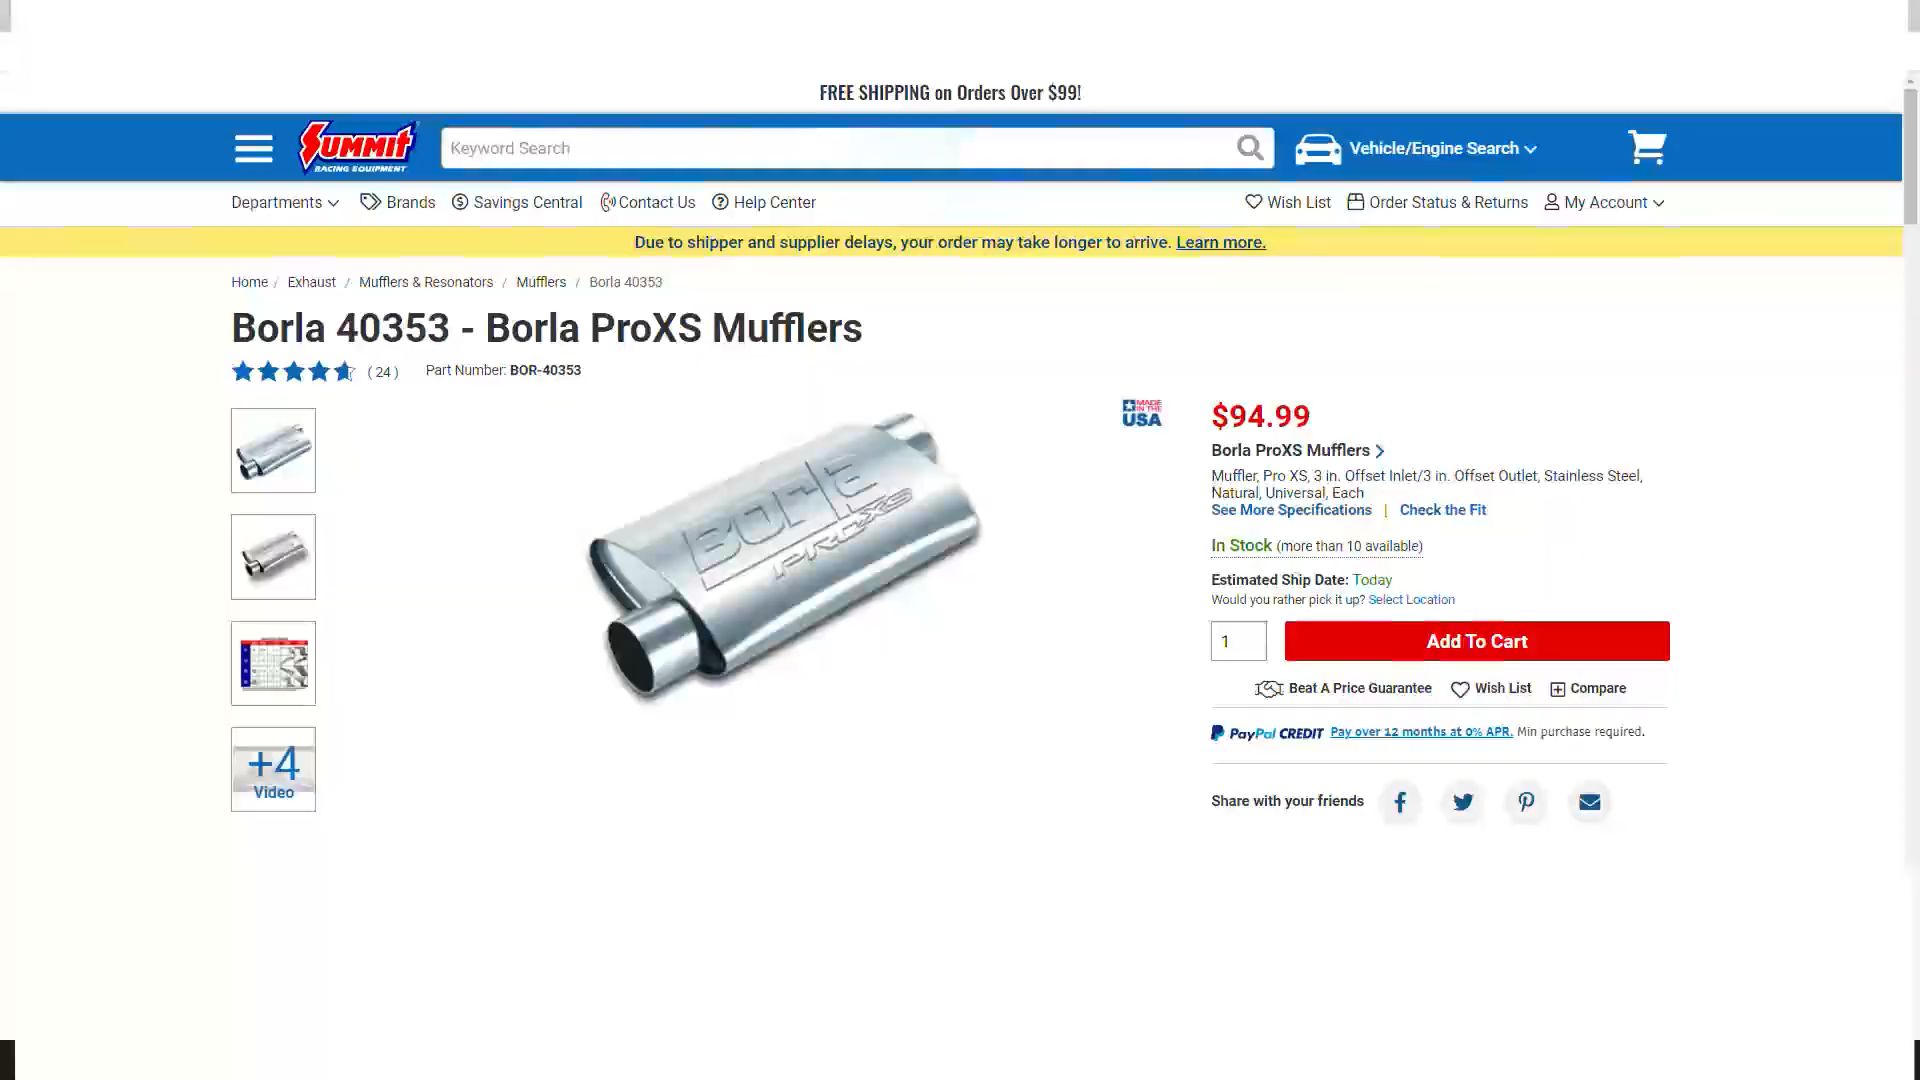 FREE SHIPPING on Orders Over $99!
SUMMIT
RACING EQUIPMENT
Keyword Search
Vehicle/Engine Search
Departments
Brands
Savings Central
Contact Us
Help Center
Wish List
Order Status & Returns
My Account
Due to shipper and supplier delays, your order may take longer to arrive. Learn more.
Home / Exhaust / Mufflers & Resonators / Mufflers / Borla 40353
Borla 40353 - Borla ProXS Mufflers
( 24 )
Part Number: BOR-40353
+4
Video
BORLA
PROXS
MADE
IN THE
USA
$94.99
Borla ProXS Mufflers
Muffler, Pro XS, 3 in. Offset Inlet/3 in. Offset Outlet, Stainless Steel,
Natural, Universal, Each
See More Specifications | Check the Fit
In Stock (more than 10 available)
Estimated Ship Date: Today
Would you rather pick it up? Select Location
1
Add To Cart
Beat A Price Guarantee
Wish List
Compare
PayPal CREDIT Pay over 12 months at 0% APR. Min purchase required.
Share with your friends